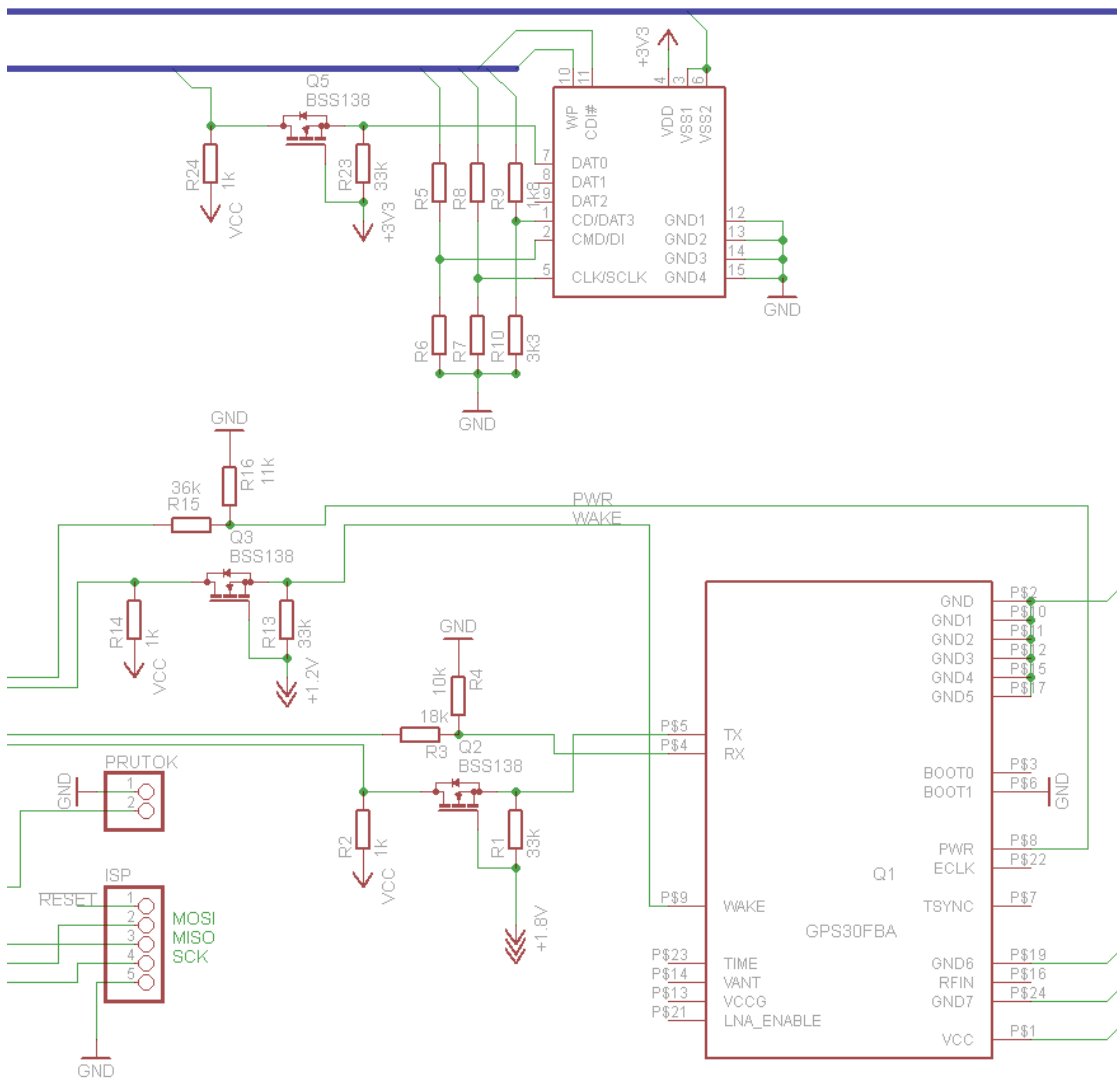 Q5
BSS138
R24
1k
VCC
R23
33k
+3V3
R5
R8
R9
1k8
R6
R7
R10
3k3
GND
10
11
4
3
6
+3V3
WP
CDI#
VDD
VSS1
VSS2
7 DAT0
8 DAT1
9 DAT2
1 CD/DAT3
2 CMD/DI
5 CLK/SCLK
GND1 12
GND2 13
GND3 14
GND4 15
GND
GND
R16
11k
36k
R15
PWR
WAKE
Q3
BSS138
R14
1k
VCC
R13
33k
+1.2V
GND
10k
R4
18k
R3
Q2
BSS138
R2
1k
VCC
R1
33k
+1.8V
PRUTOK
GND
1
2
ISP
RESET
1
2 MOSI
3 MISO
4 SCK
5
GND
P$5 TX
P$4 RX
P$9 WAKE
P$23 TIME
P$14 VANT
P$13 VCCG
P$21 LNA_ENABLE
Q1
GPS30FBA
GND P$2
GND1 P$10
GND2 P$11
GND3 P$12
GND4 P$15
GND5 P$17
BOOT0 P$3
BOOT1 P$6
GND
PWR P$8
ECLK P$22
TSYNC P$7
GND6 P$19
RFIN P$16
GND7 P$24
VCC P$1